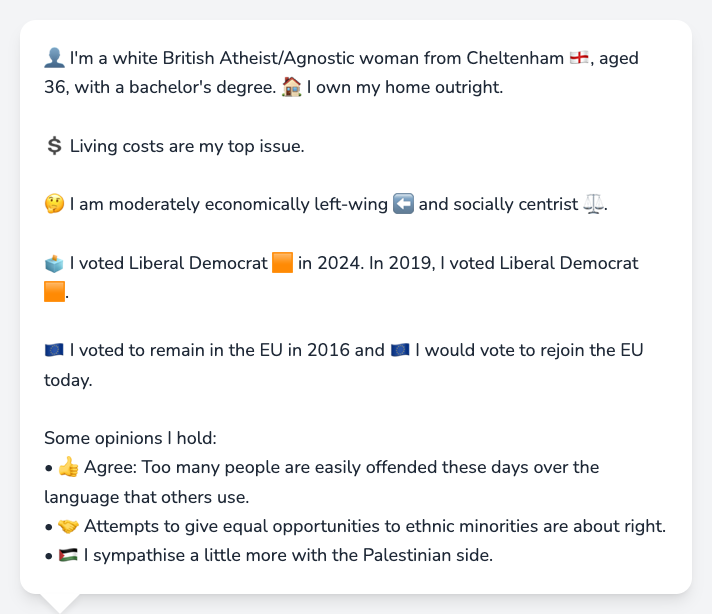 👤 I'm a white British Atheist/Agnostic woman from Cheltenham 🏴󠁧󠁢󠁥󠁮󠁧󠁿, aged
36, with a bachelor's degree. 🏠 I own my home outright.
💲 Living costs are my top issue.
🤔 I am moderately economically left-wing ⬅️ and socially centrist ⚖️.
🗳️ I voted Liberal Democrat 🟧 in 2024. In 2019, I voted Liberal Democrat
🟧.
🇪🇺 I voted to remain in the EU in 2016 and 🇪🇺 I would vote to rejoin the EU
today.
Some opinions I hold:
• 👍 Agree: Too many people are easily offended these days over the
language that others use.
• 🤝 Attempts to give equal opportunities to ethnic minorities are about right.
• 🇵🇸 I sympathise a little more with the Palestinian side.